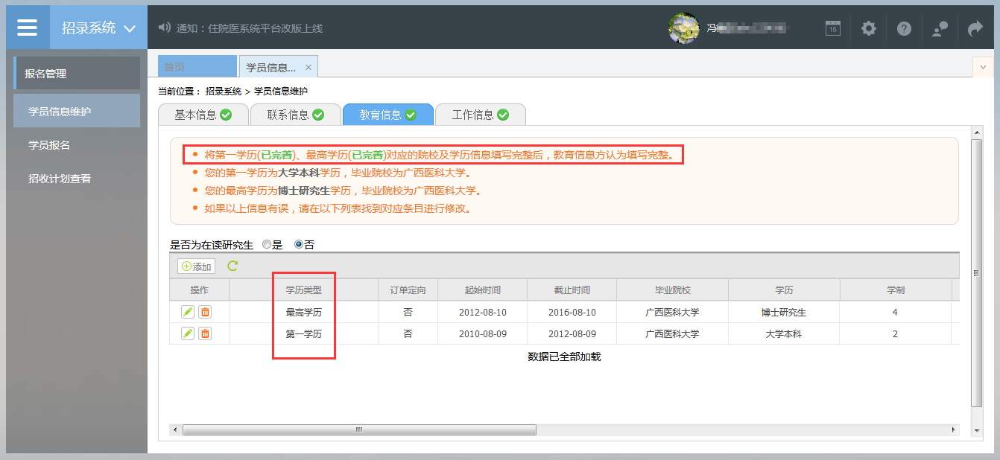 招录系统
通知：住院医系统平台改版上线
冯
15
报名管理
学员信息维护
学员报名
招收计划查看
首页
学员信息... ×
当前位置： 招录系统 > 学员信息维护
基本信息
联系信息
教育信息
工作信息
将第一学历(已完善)、最高学历(已完善)对应的院校及学历信息填写完整后，教育信息方认为填写完整。
您的第一学历为大学本科学历，毕业院校为广西医科大学。
您的最高学历为博士研究生学历，毕业院校为广西医科大学。
如果以上信息有误，请在以下列表找到对应条目进行修改。
是否为在读研究生 是 否
添加
操作 学历类型 订单定向 起始时间 截止时间 毕业院校 学历 学制
最高学历 否 2012-08-10 2016-08-10 广西医科大学 博士研究生 4
第一学历 否 2010-08-09 2012-08-09 广西医科大学 大学本科 2
数据已全部加载